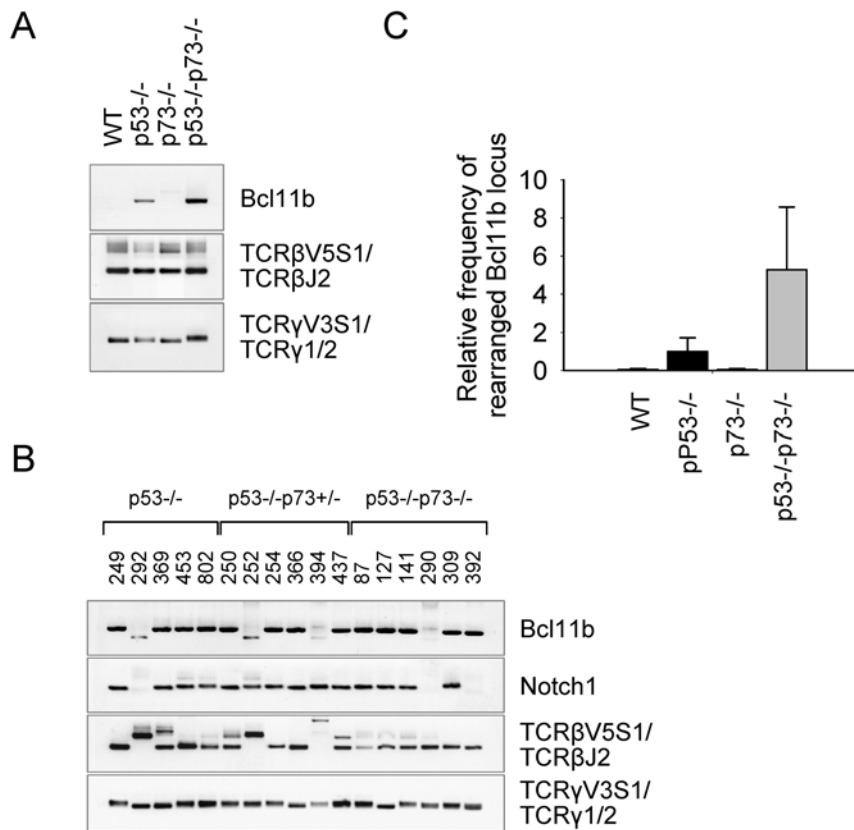 A
WT
p53-/-
p73-/-
p53-/-p73-/-
Bcl11b
TCRβV5S1/
TCRβJ2
TCRγV3S1/
TCRγ1/2
C
Relative frequency of
rearranged Bcl11b locus
10
8
6
4
2
0
WT
pP53-/-
p73-/-
p53-/-p73-/-
B
p53-/- p53-/-p73+/- p53-/-p73-/-
249 292 369 453 802 250 252 254 366 394 437 87 127 141 290 309 392
Bcl11b
Notch1
TCRβV5S1/
TCRβJ2
TCRγV3S1/
TCRγ1/2